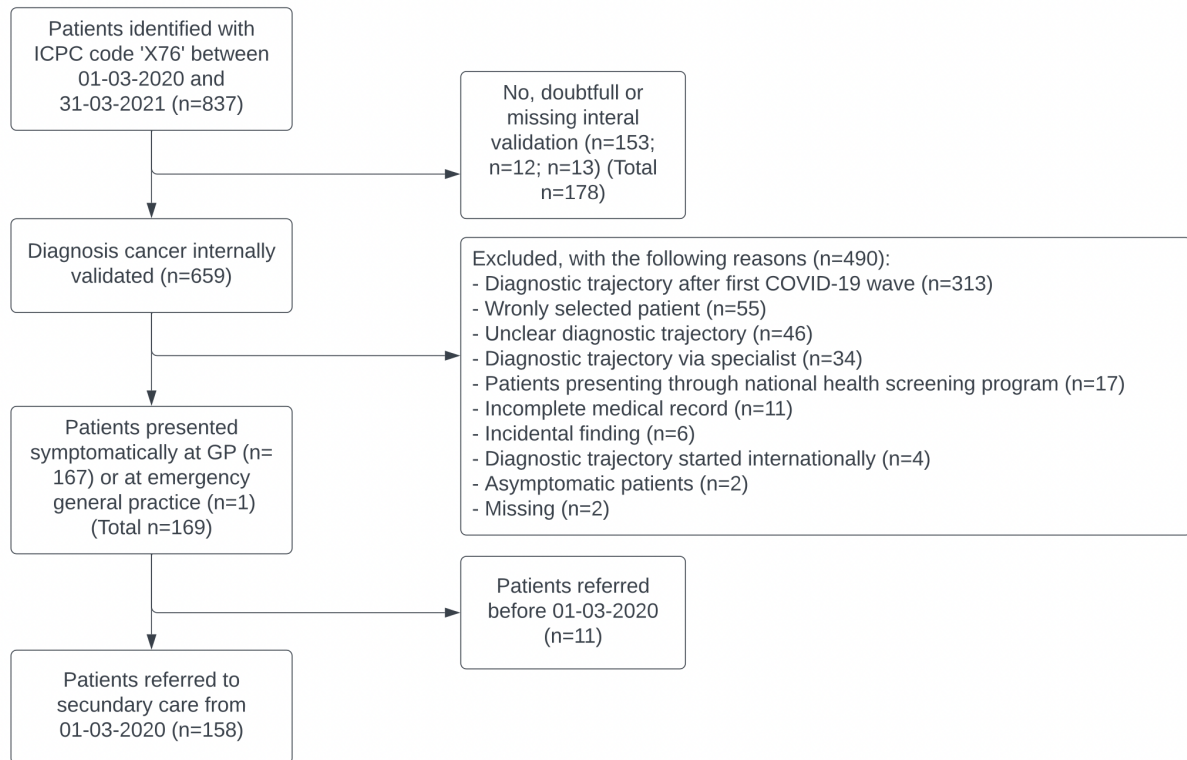 Patients identified with
ICPC code 'X76' between
01-03-2020 and
31-03-2021 (n=837)
No, doubtfull or
missing interal
validation (n=153;
n=12; n=13) (Total
n=178)
Diagnosis cancer internally
validated (n=659)
Excluded, with the following reasons (n=490):
- Diagnostic trajectory after first COVID-19 wave (n=313)
- Wronly selected patient (n=55)
- Unclear diagnostic trajectory (n=46)
- Diagnostic trajectory via specialist (n=34)
- Patients presenting through national health screening program (n=17)
- Incomplete medical record (n=11)
- Incidental finding (n=6)
- Diagnostic trajectory started internationally (n=4)
- Asymptomatic patients (n=2)
- Missing (n=2)
Patients presented
symptomatically at GP (n=
167) or at emergency
general practice (n=1)
(Total n=169)
Patients referred
before 01-03-2020
(n=11)
Patients referred to
secundary care from
01-03-2020 (n=158)